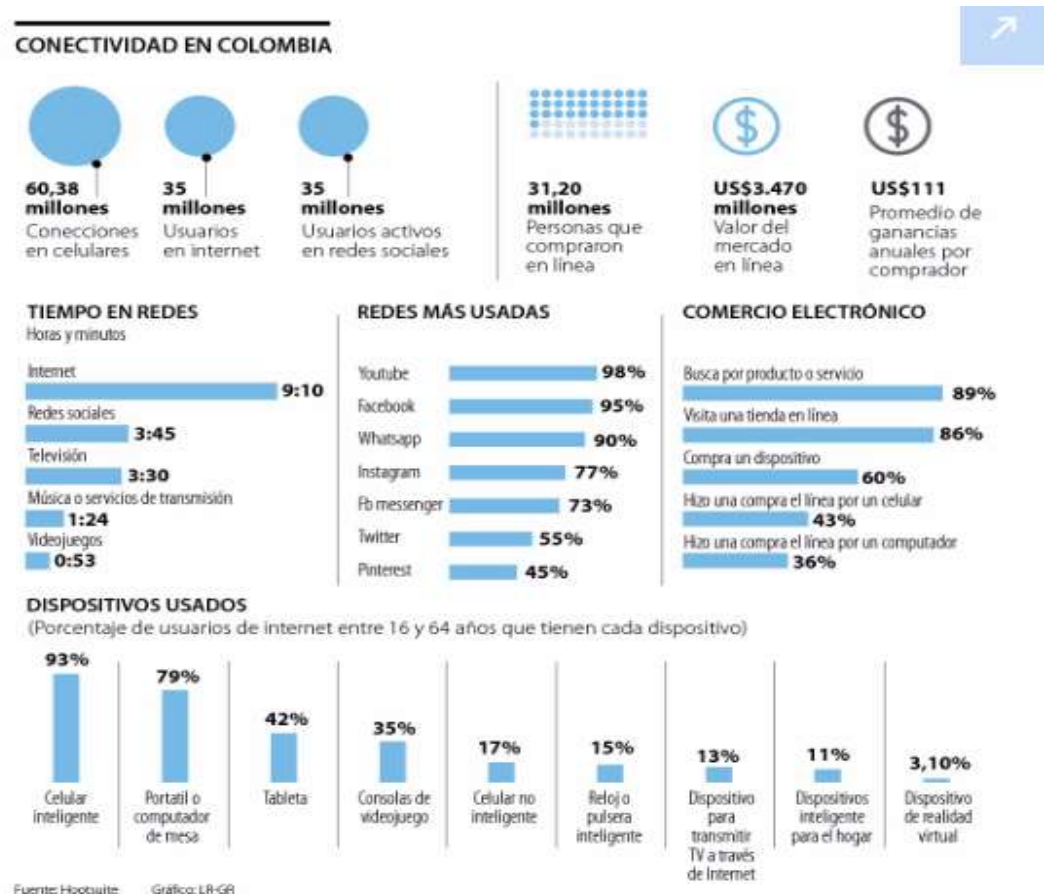 CONECTIVIDAD EN COLOMBIA
60,38
millones
Conecciones
en celulares
35
millones
Usuarios
en internet
35
millones
Usuarios activos
en redes sociales
31,20
millones
Personas que
compraron
en línea
$
US$3.470
millones
Valor del
mercado
en línea
$
US$111
Promedio de
ganancias
anuales por
comprador
TIEMPO EN REDES
Horas y minutos
Internet
9:10
Redes sociales
3:45
Televisión
3:30
Música o servicios de transmisión
1:24
Videojuegos
0:53
REDES MÁS USADAS
Youtube 98%
Facebook 95%
Whatsapp 90%
Instagram 77%
Fb messenger 73%
Twitter 55%
Pinterest 45%
COMERCIO ELECTRÓNICO
Busca por producto o servicio
89%
Visita una tienda en línea
86%
Compra un dispositivo
60%
Hizo una compra el línea por un celular
43%
Hizo una compra el línea por un computador
36%
DISPOSITIVOS USADOS
(Porcentaje de usuarios de internet entre 16 y 64 años que tienen cada dispositivo)
93%
Celular
inteligente
79%
Portatil o
computador
de mesa
42%
Tableta
35%
Consolas de
videojuego
17%
Celular no
inteligente
15%
Reloj o
pulsera
inteligente
13%
Dispositivo
para
transmitir
TV a través
de Internet
11%
Dispositivos
inteligente
para el hogar
3,10%
Dispositivo
de realidad
virtual
Fuente: Hootsuite Gráfico: LR-GR